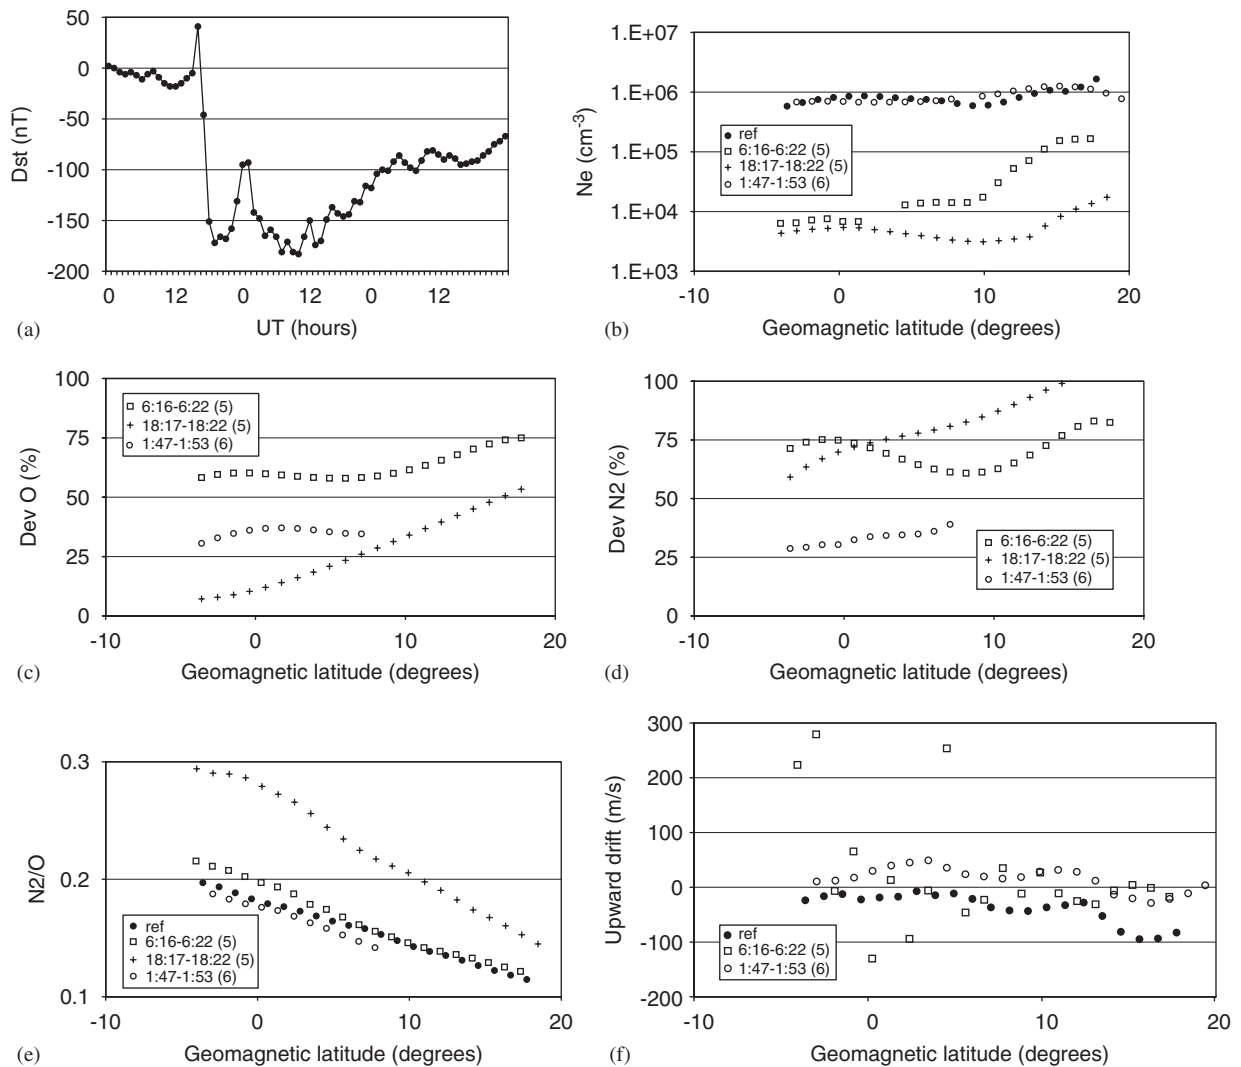 50
0
-50
-100
-150
-200
Dst (nT)
0 12 0 12 0 12
UT (hours)
(a)
1.E+07
1.E+06
1.E+05
1.E+04
1.E+03
Ne (cm-3)
ref
6:16-6:22 (5)
18:17-18:22 (5)
1:47-1:53 (6)
-10 0 10 20
Geomagnetic latitude (degrees)
(b)
100
75
50
25
0
Dev O (%)
6:16-6:22 (5)
18:17-18:22 (5)
1:47-1:53 (6)
-10 0 10 20
Geomagnetic latitude (degrees)
(c)
100
75
50
25
0
Dev N2 (%)
6:16-6:22 (5)
18:17-18:22 (5)
1:47-1:53 (6)
-10 0 10 20
Geomagnetic latitude (degrees)
(d)
0.3
0.2
0.1
N2/O
ref
6:16-6:22 (5)
18:17-18:22 (5)
1:47-1:53 (6)
-10 0 10 20
Geomagnetic latitude (degrees)
(e)
300
200
100
0
-100
-200
Upward drift (m/s)
ref
6:16-6:22 (5)
1:47-1:53 (6)
-10 0 10 20
Geomagnetic latitude (degrees)
(f)